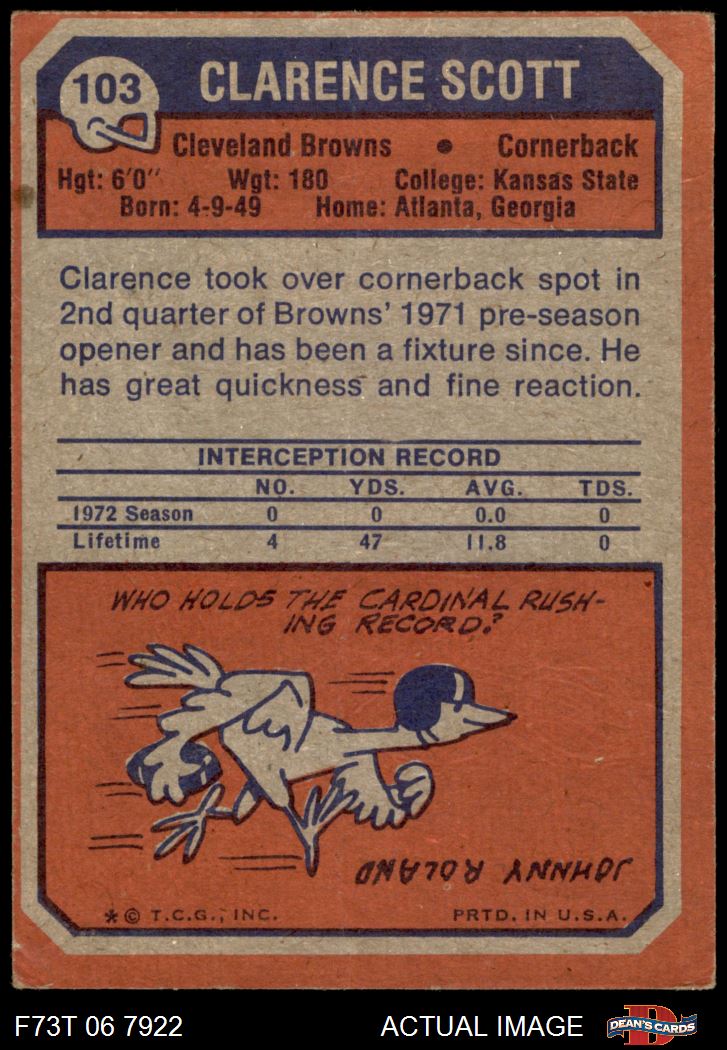 103
CLARENCE SCOTT
Cleveland Browns • Cornerback
Hgt: 6'0" Wgt: 180 College: Kansas State
Born: 4-9-49 Home: Atlanta, Georgia
Clarence took over cornerback spot in
2nd quarter of Browns' 1971 pre-season
opener and has been a fixture since. He
has great quickness and fine reaction.
INTERCEPTION RECORD
NO. YDS. AVG. TDS.
1972 Season 0 0 0.0 0
Lifetime 4 47 11.8 0
WHO HOLDS THE CARDINAL RUSH-
ING RECORD?
JOHNNY ROLAND
*© T.C.G., INC. PRTD. IN U.S.A.
F73T 06 7922 ACTUAL IMAGE
D
DEAN'S CARDS